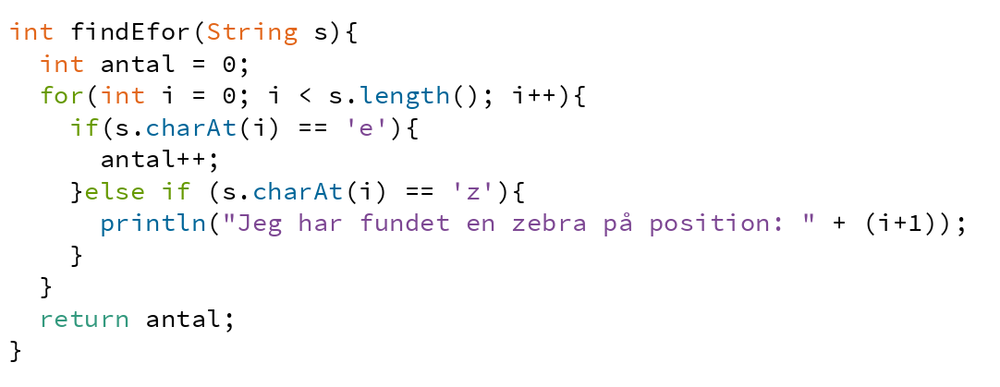 int findEfor(String s){
  int antal = 0;
  for(int i = 0; i < s.length(); i++){
    if(s.charAt(i) == 'e'){
      antal++;
    }else if (s.charAt(i) == 'z'){
      println("Jeg har fundet en zebra på position: " + (i+1));
    }
  }
  return antal;
}